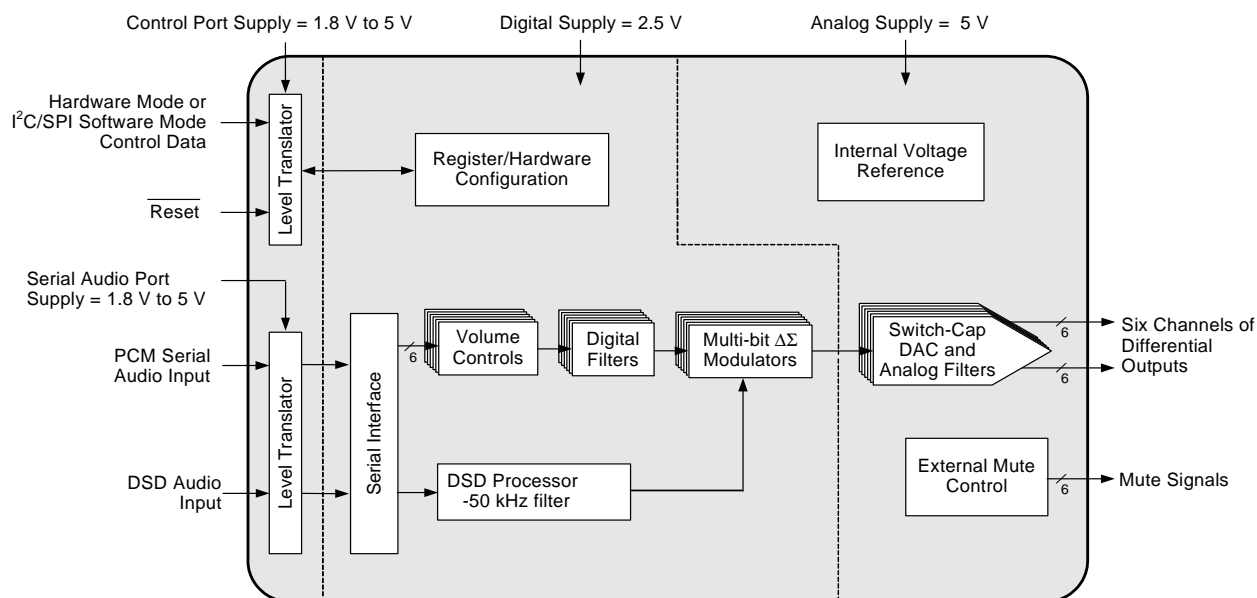 Control Port Supply = 1.8 V to 5 V
Digital Supply = 2.5 V
Analog Supply = 5 V
Hardware Mode or
I²C/SPI Software Mode
Control Data
Level Translator
Register/Hardware
Configuration
Internal Voltage
Reference
Reset
Serial Audio Port
Supply = 1.8 V to 5 V
PCM Serial
Audio Input
DSD Audio
Input
Level Translator
Serial Interface
6
Volume
Controls
Digital
Filters
Multi-bit ΔΣ
Modulators
Switch-Cap
DAC and
Analog Filters
6
6
Six Channels of
Differential
Outputs
DSD Processor
-50 kHz filter
External Mute
Control
6
Mute Signals